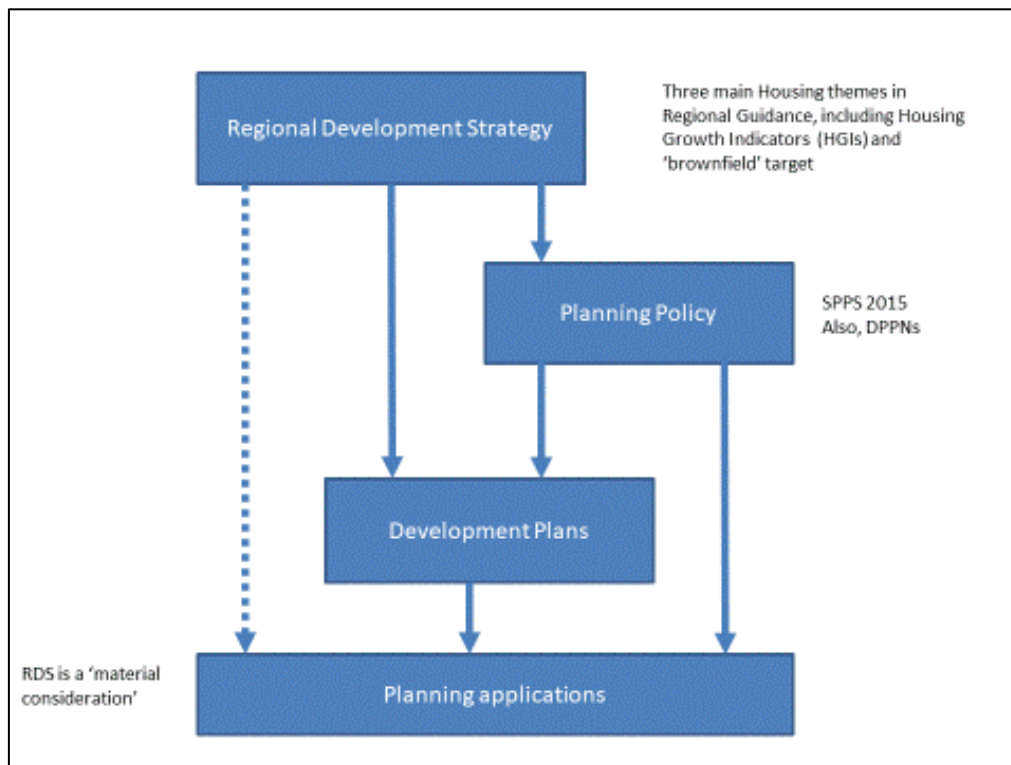 Regional Development Strategy
Three main Housing themes in
Regional Guidance, including Housing
Growth Indicators (HGIs) and
‘brownfield’ target
Planning Policy
SPPS 2015
Also, DPPNs
Development Plans
RDS is a ‘material
consideration’
Planning applications